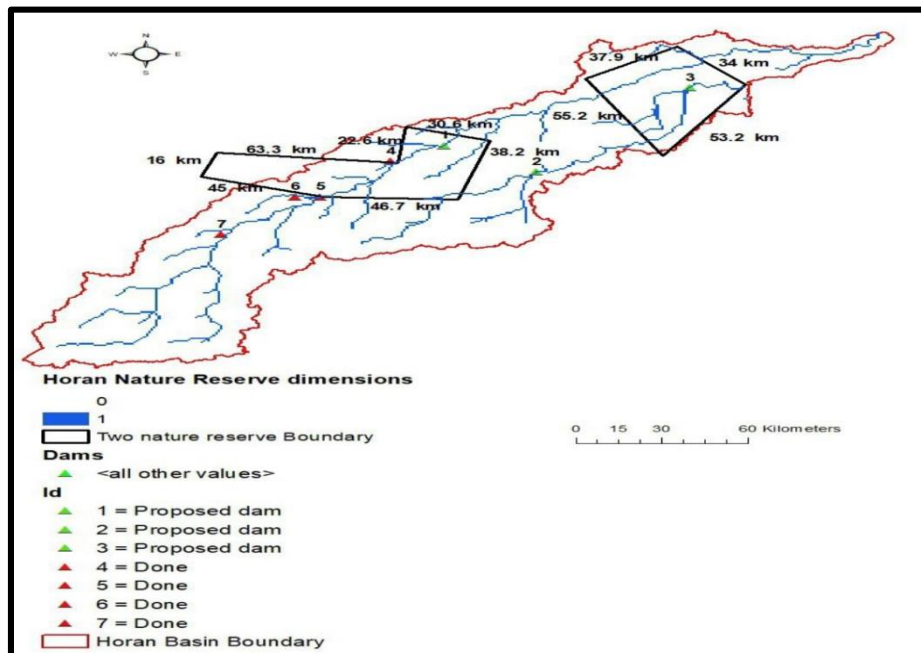 N
W E
S
37.9 km
34 km
3
55.2 km
53.2 km
30.6 km
22.6 km
1
63.3 km
4
38.2 km
16 km
2
45 km
6 5
46.7 km
7
Horan Nature Reserve dimensions
0
1
Two nature reserve Boundary
Dams
<all other values>
Id
1 = Proposed dam
2 = Proposed dam
3 = Proposed dam
4 = Done
5 = Done
6 = Done
7 = Done
Horan Basin Boundary
0 15 30 60 Kilometers